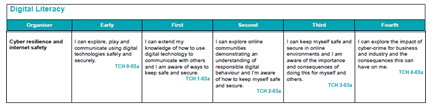 Digital Literacy
Organiser Early First Second Third Fourth
Cyber resilience and internet safety
I can explore, play and communicate using digital technologies safely and securely.
TCH 0-03a
I can extend my knowledge of how to use digital technology to communicate with others and I am aware of ways to keep safe and secure.
TCH 1-03a
I can explore online communities demonstrating an understanding of responsible digital behaviour and I'm aware of how to keep myself safe and secure.
TCH 2-03a
I can keep myself safe and secure in online environments and I am aware of the importance and consequences of doing this for myself and others.
TCH 3-03a
I can explore the impact of cyber-crime for business and industry and the consequences this can have on me.
TCH 4-03a